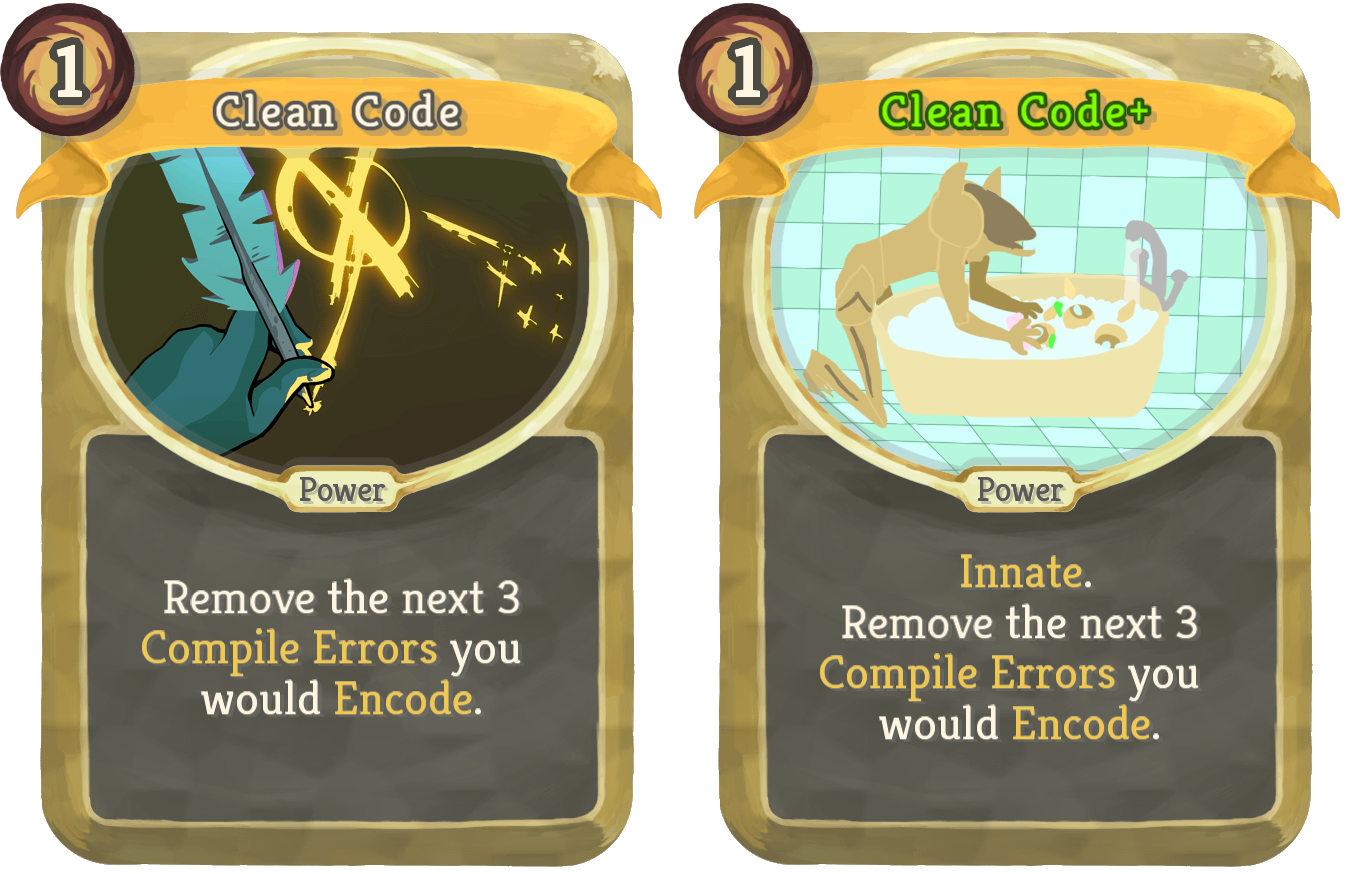 1
Clean Code
Power
Remove the next 3
Compile Errors you
would Encode.
1
Clean Code+
Power
Innate.
Remove the next 3
Compile Errors you
would Encode.